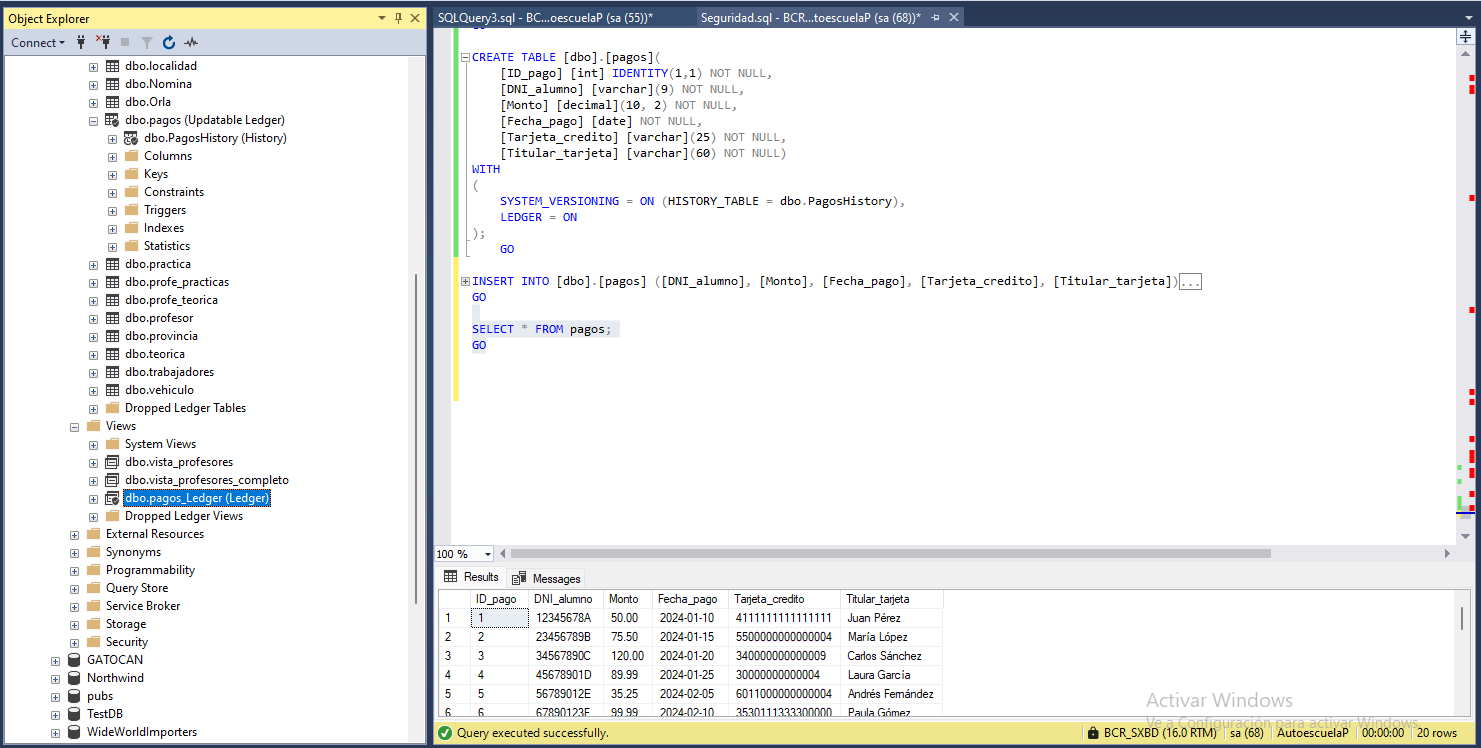 Object Explorer
Connect
dbo.localidad
dbo.Nomina
dbo.Orla
dbo.pagos (Updatable Ledger)
dbo.PagosHistory (History)
Columns
Keys
Constraints
Triggers
Indexes
Statistics
dbo.practica
dbo.profe_practicas
dbo.profe_teorica
dbo.profesor
dbo.provincia
dbo.teorica
dbo.trabajadores
dbo.vehiculo
Dropped Ledger Tables
Views
System Views
dbo.vista_profesores
dbo.vista_profesores_completo
dbo.pagos_Ledger (Ledger)
Dropped Ledger Views
External Resources
Synonyms
Programmability
Query Store
Service Broker
Storage
Security
GATOCAN
Northwind
pubs
TestDB
WideWorldImporters
SQLQuery3.sql - BC...oescuelaP (sa (55))* Seguridad.sql - BCR...toescuelaP (sa (68))*
CREATE TABLE [dbo].[pagos](
[ID_pago] [int] IDENTITY(1,1) NOT NULL,
[DNI_alumno] [varchar](9) NOT NULL,
[Monto] [decimal](10, 2) NOT NULL,
[Fecha_pago] [date] NOT NULL,
[Tarjeta_credito] [varchar](25) NOT NULL,
[Titular_tarjeta] [varchar](60) NOT NULL)
WITH
(
SYSTEM_VERSIONING = ON (HISTORY_TABLE = dbo.PagosHistory),
LEDGER = ON
);
GO
INSERT INTO [dbo].[pagos] ([DNI_alumno], [Monto], [Fecha_pago], [Tarjeta_credito], [Titular_tarjeta])...
GO
SELECT * FROM pagos;
GO
100 %
Results Messages
ID_pago DNI_alumno Monto Fecha_pago Tarjeta_credito Titular_tarjeta
1 1 12345678A 50.00 2024-01-10 4111111111111111 Juan Pérez
2 2 23456789B 75.50 2024-01-15 5500000000000004 María López
3 3 34567890C 120.00 2024-01-20 340000000000009 Carlos Sánchez
4 4 45678901D 89.99 2024-01-25 30000000000004 Laura García
5 5 56789012E 35.25 2024-02-05 6011000000000004 Andrés Fernández
6 6 67890123F 99.99 2024-02-10 3530111333300000 Paula Gómez
Activar Windows
Ve a Configuración para activar Windows.
Query executed successfully. BCR_SXBD (16.0 RTM) sa (68) AutoescuelaP 00:00:00 20 rows